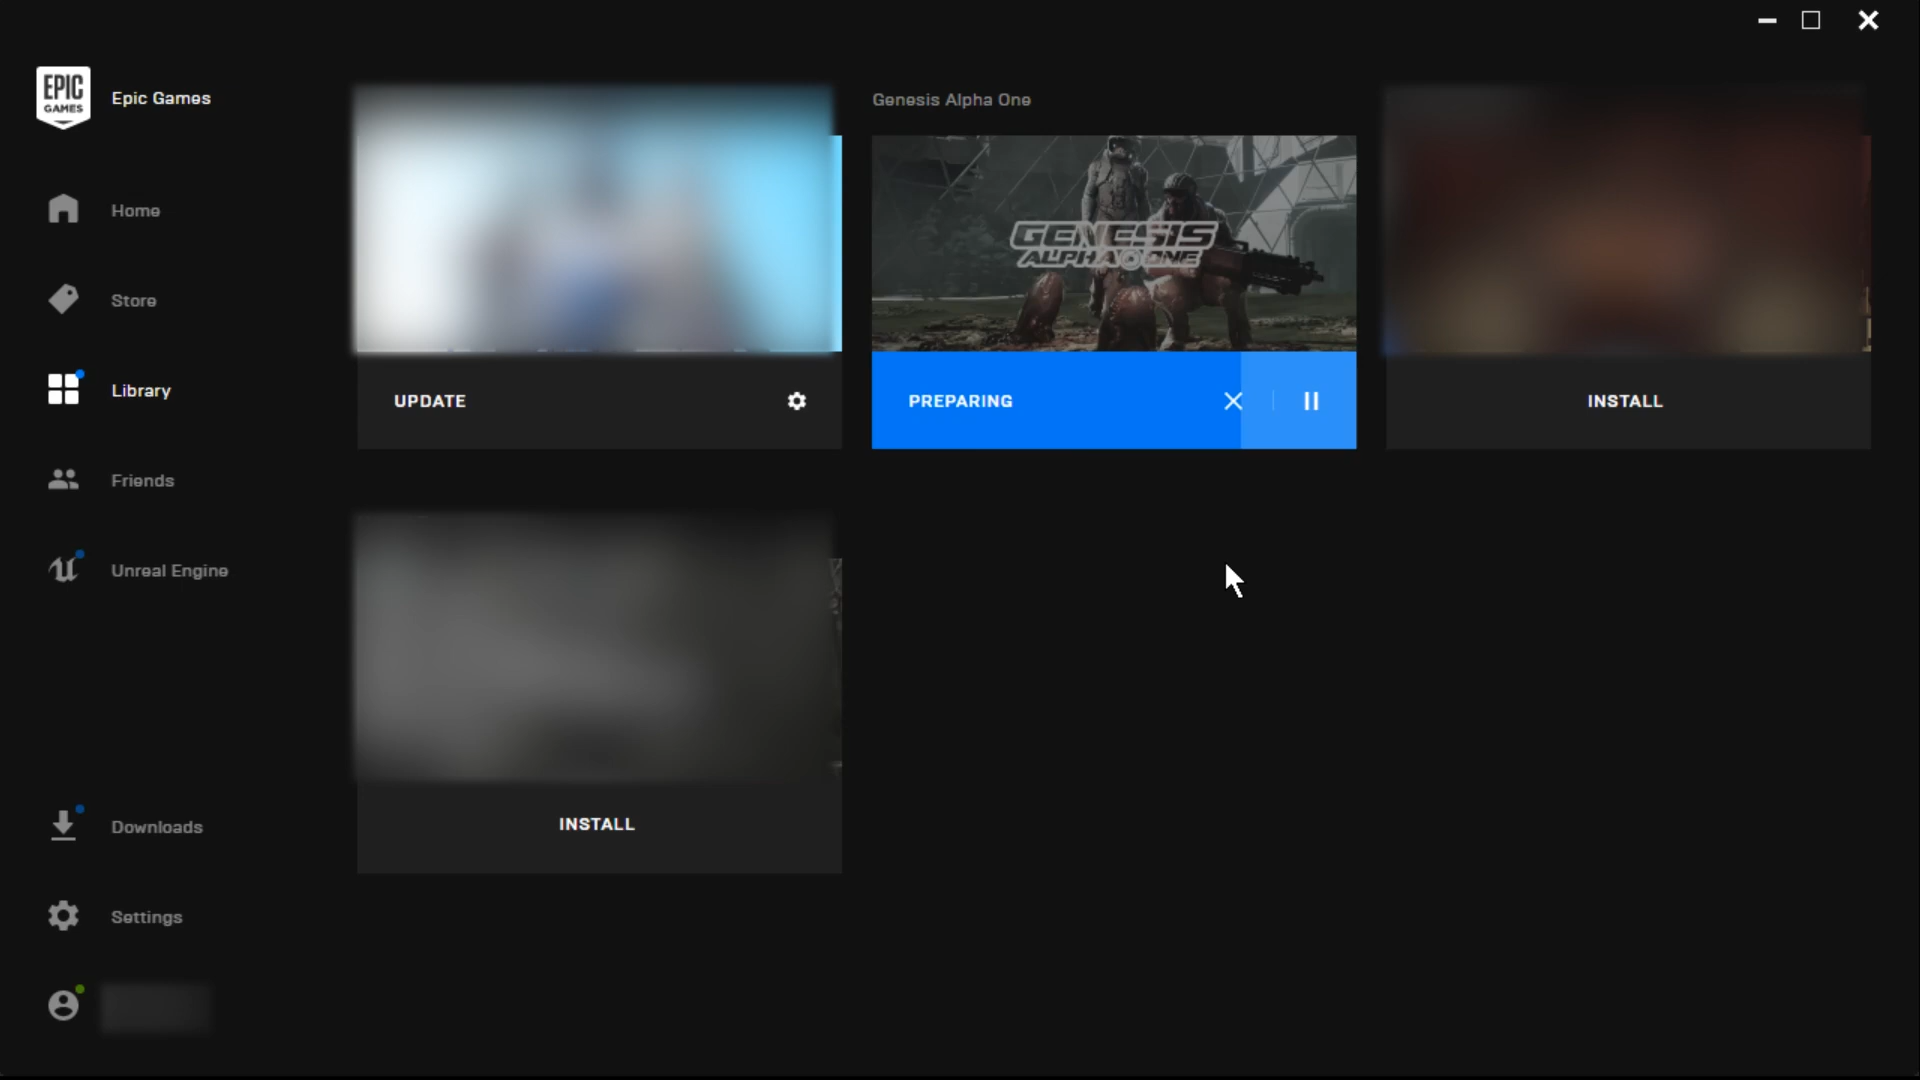 EPIC
GAMES
Epic Games
Home
Store
Library
Friends
Unreal Engine
Downloads
Settings
UPDATE
Genesis Alpha One
GENESIS
ALPHA ONE
PREPARING
INSTALL
INSTALL